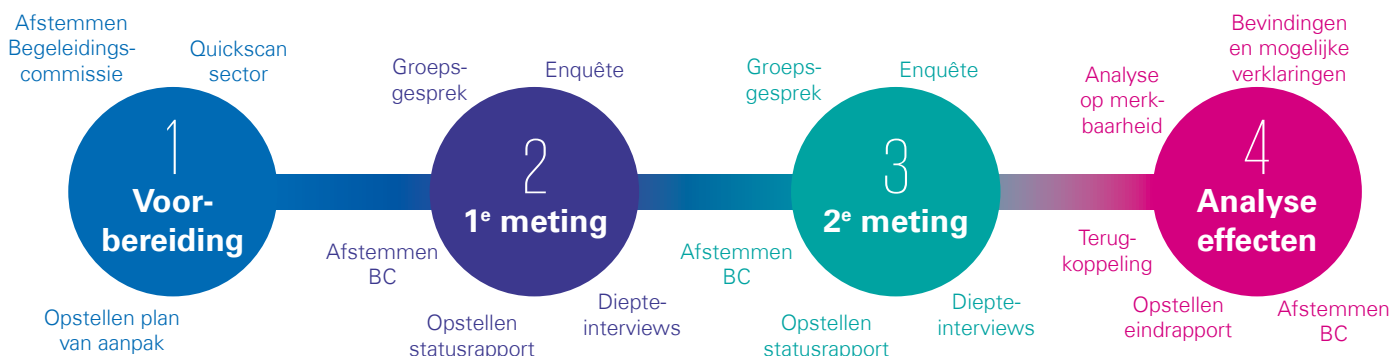 Afstemmen
Begeleidings-
commissie
Quickscan
sector
1
Voor-
bereiding
Opstellen plan
van aanpak
Groeps-
gesprek
Enquête
2
1e meting
Afstemmen
BC
Opstellen
statusrapport
Diepte-
interviews
Groeps-
gesprek
Enquête
3
2e meting
Afstemmen
BC
Opstellen
statusrapport
Diepte-
interviews
Bevindingen
en mogelijke
verklaringen
Analyse
op merk-
baarheid
4
Analyse
effecten
Terug-
koppeling
Opstellen
eindrapport
Afstemmen
BC